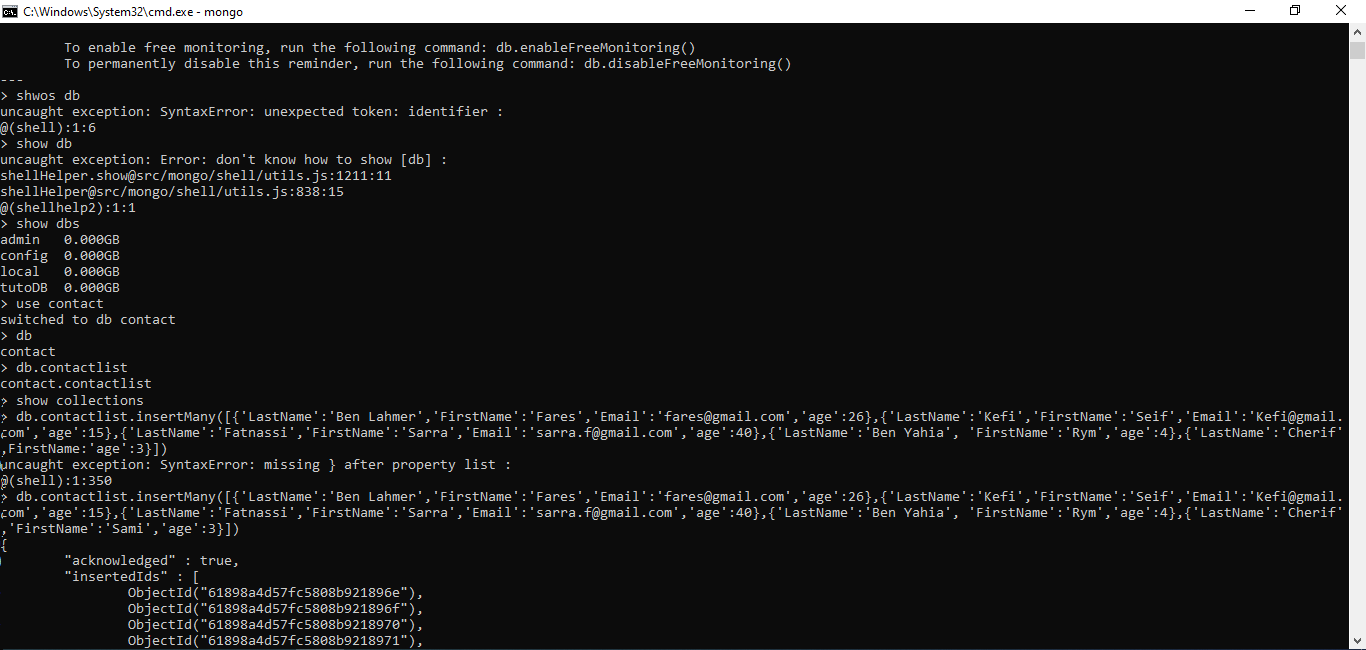 C:\Windows\System32\cmd.exe - mongo
To enable free monitoring, run the following command: db.enableFreeMonitoring()
To permanently disable this reminder, run the following command: db.disableFreeMonitoring()
---
> shwos db
uncaught exception: SyntaxError: unexpected token: identifier :
@(shell):1:6
> show db
uncaught exception: Error: don't know how to show [db] :
shellHelper.show@src/mongo/shell/utils.js:1211:11
shellHelper@src/mongo/shell/utils.js:838:15
@(shellhelp2):1:1
> show dbs
admin   0.000GB
config  0.000GB
local   0.000GB
tutoDB  0.000GB
> use contact
switched to db contact
> db
contact
> db.contactlist
contact.contactlist
> show collections
> db.contactlist.insertMany([{'LastName':'Ben Lahmer','FirstName':'Fares','Email':'fares@gmail.com','age':26},{'LastName':'Kefi','FirstName':'Seif','Email':'Kefi@gmail.
com','age':15},{'LastName':'Fatnassi','FirstName':'Sarra','Email':'sarra.f@gmail.com','age':40},{'LastName':'Ben Yahia', 'FirstName':'Rym','age':4},{'LastName':'Cherif'
,FirstName:'age':3}])
uncaught exception: SyntaxError: missing } after property list :
@(shell):1:350
> db.contactlist.insertMany([{'LastName':'Ben Lahmer','FirstName':'Fares','Email':'fares@gmail.com','age':26},{'LastName':'Kefi','FirstName':'Seif','Email':'Kefi@gmail.
com','age':15},{'LastName':'Fatnassi','FirstName':'Sarra','Email':'sarra.f@gmail.com','age':40},{'LastName':'Ben Yahia', 'FirstName':'Rym','age':4},{'LastName':'Cherif'
,'FirstName':'Sami','age':3}])
{
"acknowledged" : true,
"insertedIds" : [
ObjectId("61898a4d57fc5808b921896e"),
ObjectId("61898a4d57fc5808b921896f"),
ObjectId("61898a4d57fc5808b9218970"),
ObjectId("61898a4d57fc5808b9218971"),